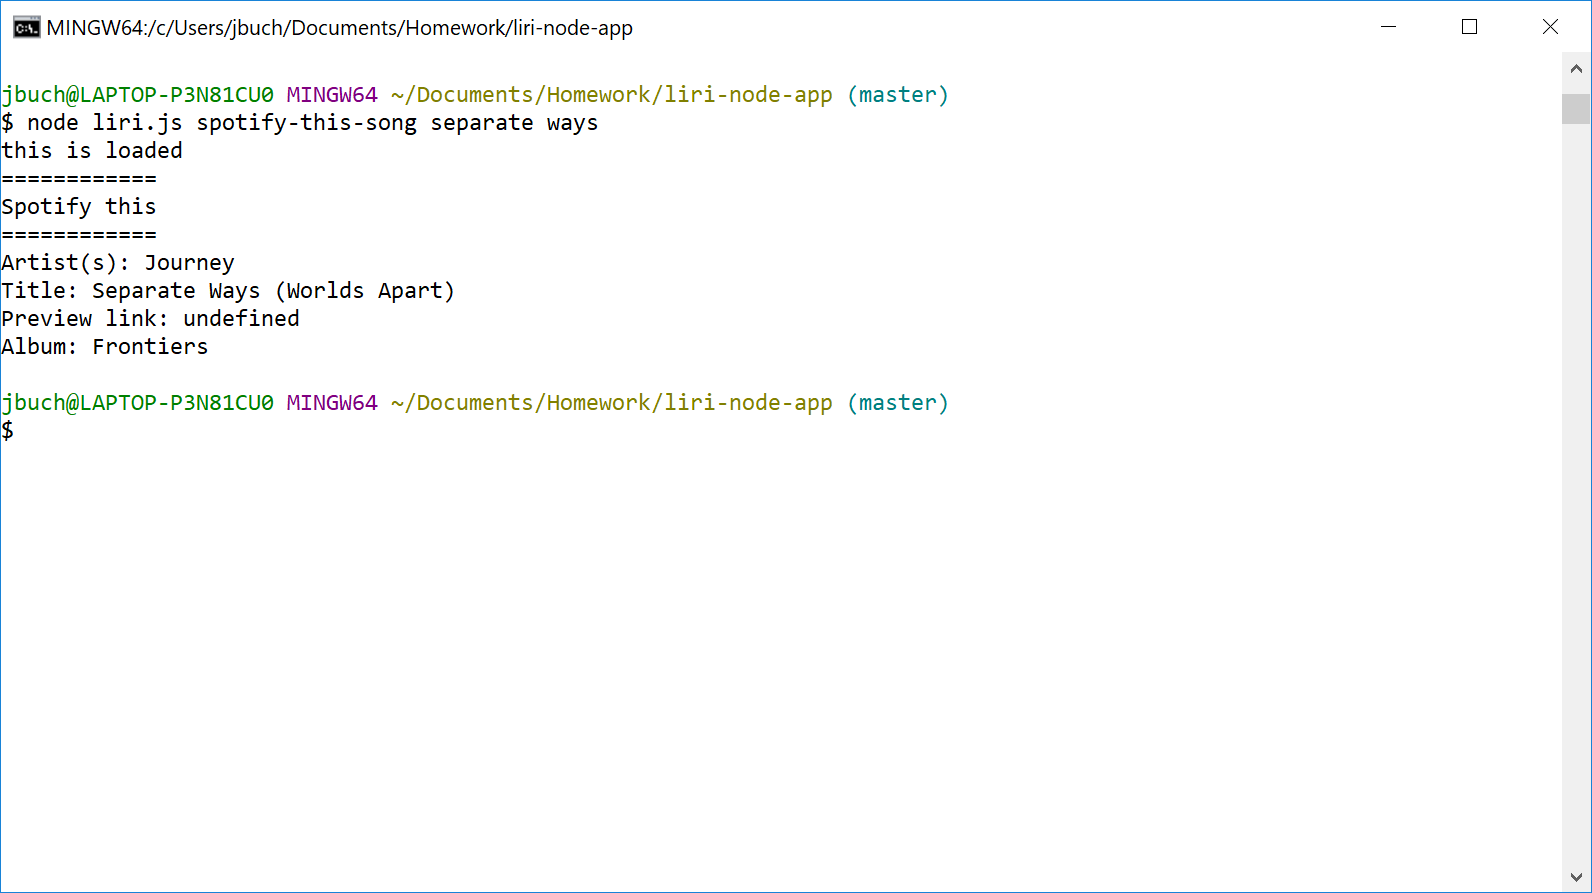 MINGW64:/c/Users/jbuch/Documents/Homework/liri-node-app
jbuch@LAPTOP-P3N81CU0 MINGW64 ~/Documents/Homework/liri-node-app (master)
$ node liri.js spotify-this-song separate ways
this is loaded
============
Spotify this
============
Artist(s): Journey
Title: Separate Ways (Worlds Apart)
Preview link: undefined
Album: Frontiers
jbuch@LAPTOP-P3N81CU0 MINGW64 ~/Documents/Homework/liri-node-app (master)
$